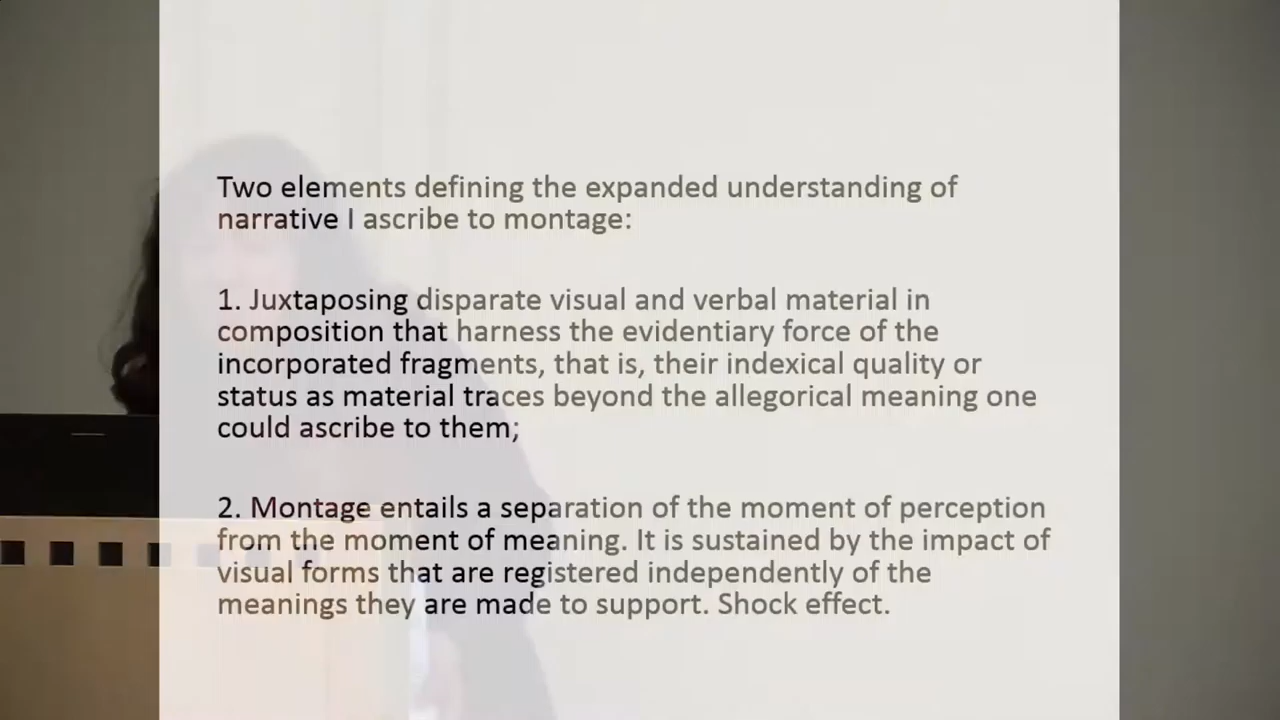 Two elements defining the expanded understanding of
narrative I ascribe to montage:
1. Juxtaposing disparate visual and verbal material in
composition that harness the evidentiary force of the
incorporated fragments, that is, their indexical quality or
status as material traces beyond the allegorical meaning one
could ascribe to them;
2. Montage entails a separation of the moment of perception
from the moment of meaning. It is sustained by the impact of
visual forms that are registered independently of the
meanings they are made to support. Shock effect.